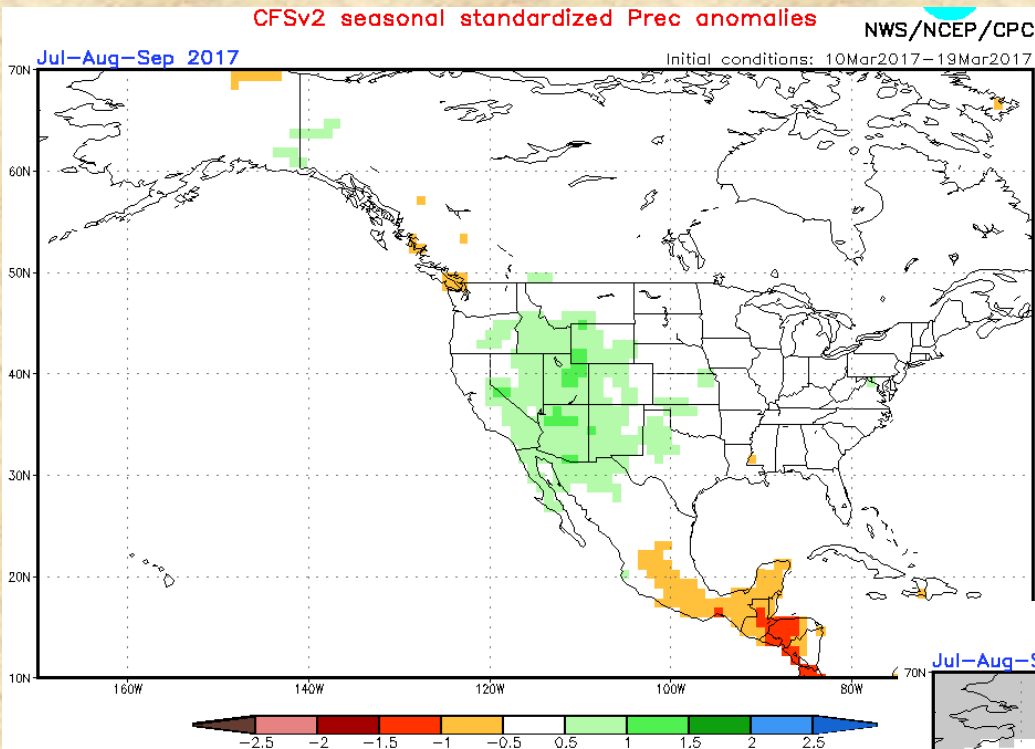 CFSv2 seasonal standardized Prec anomalies
NWS/NCEP/CPC
Jul-Aug-Sep 2017
Initial conditions: 10Mar2017-19Mar2017
70N
60N
50N
40N
30N
20N
10N
160W 140W 120W 100W 80W
Jul-Aug-S
70N
-2.5 -2 -1.5 -1 -0.5 0.5 1 1.5 2 2.5